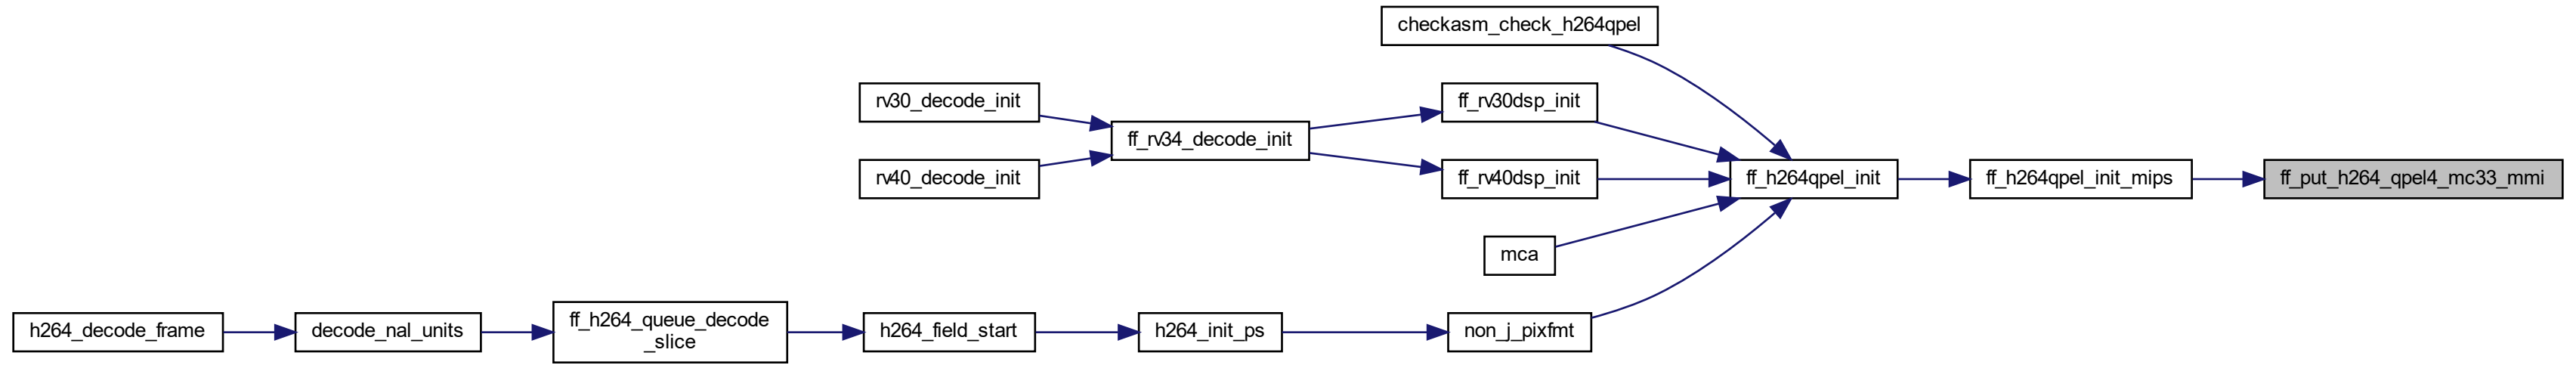 checkasm_check_h264qpel
rv30_decode_init
ff_rv30dsp_init
ff_rv34_decode_init
rv40_decode_init
ff_rv40dsp_init
ff_h264qpel_init
ff_h264qpel_init_mips
ff_put_h264_qpel4_mc33_mmi
mca
h264_decode_frame
decode_nal_units
ff_h264_queue_decode
_slice
h264_field_start
h264_init_ps
non_j_pixfmt